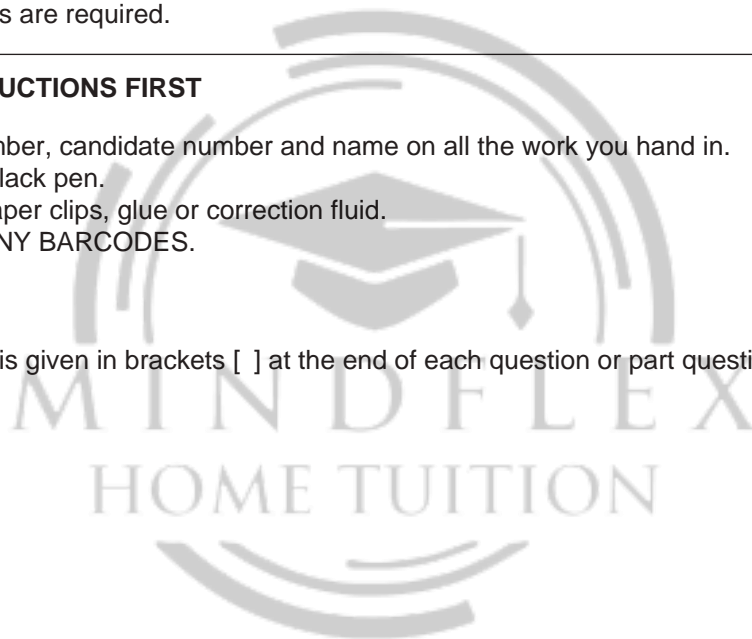 s are required.
UCTIONS FIRST
nber, candidate number and name on all the work you hand in.
lack pen.
aper clips, glue or correction fluid.
NY BARCODES.
is given in brackets [ ] at the end of each question or part questi
MINDFLEX
HOME TUITION